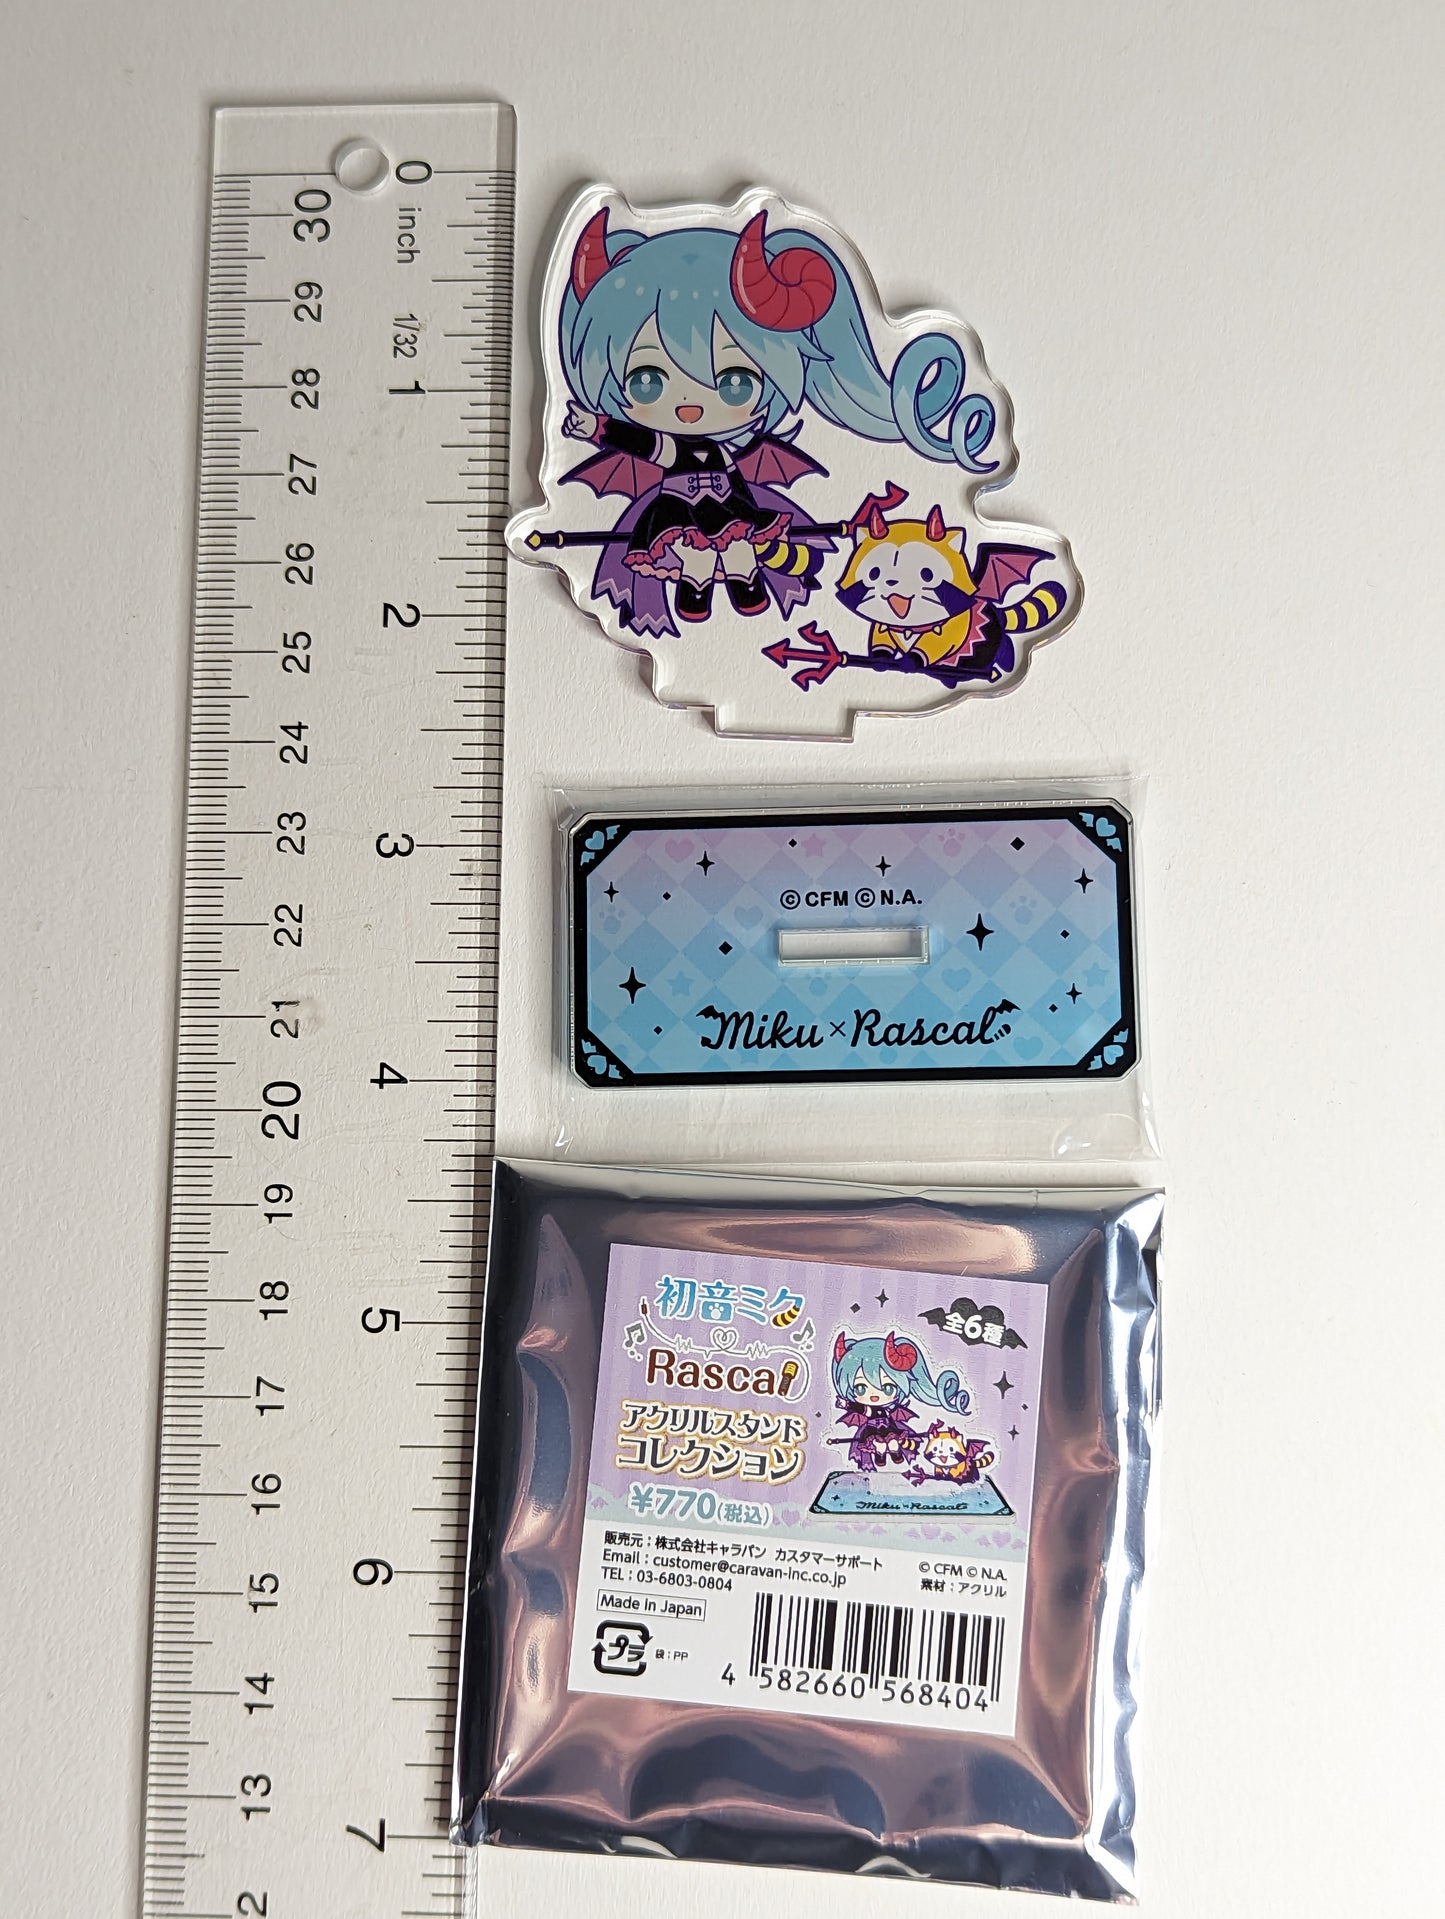 0
inch
1/32
1
2
3
4
5
6
7
30
29
28
27
26
25
24
23
22
21
20
19
18
17
16
15
14
13
2
© CFM © N.A.
Miku×Rascal
初音ミク
Rascal
アクリルスタンド
コレクション
¥770(税込)
全6種
Miku×Rascal
販売元：株式会社キャラバン カスタマーサポート
Email：customer@caravan-inc.co.jp
TEL：03-6803-0804
© CFM © N.A.
素材：アクリル
Made in Japan
プラ
袋：PP
4 582660 568404